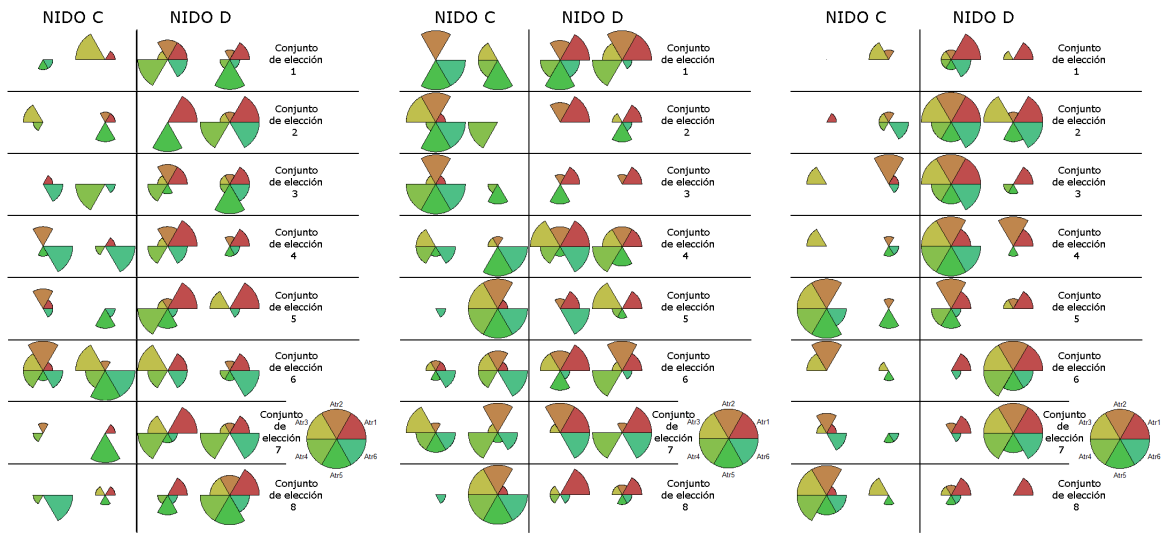 NIDO C
NIDO D
Conjunto
de elección
1
Conjunto
de elección
2
Conjunto
de elección
3
Conjunto
de elección
4
Conjunto
de elección
5
Conjunto
de elección
6
Conjunto
de
elección
7
Atr2
Atr3
Atr1
Atr4
Atr6
Atr5
Conjunto
de elección
8
NIDO C
NIDO D
Conjunto
de elección
1
Conjunto
de elección
2
Conjunto
de elección
3
Conjunto
de elección
4
Conjunto
de elección
5
Conjunto
de elección
6
Conjunto
de
elección
7
Atr2
Atr3
Atr1
Atr4
Atr6
Atr5
Conjunto
de elección
8
NIDO C
NIDO D
Conjunto
de elección
1
Conjunto
de elección
2
Conjunto
de elección
3
Conjunto
de elección
4
Conjunto
de elección
5
Conjunto
de elección
6
Conjunto
de
elección
7
Atr2
Atr3
Atr1
Atr4
Atr6
Atr5
Conjunto
de elección
8